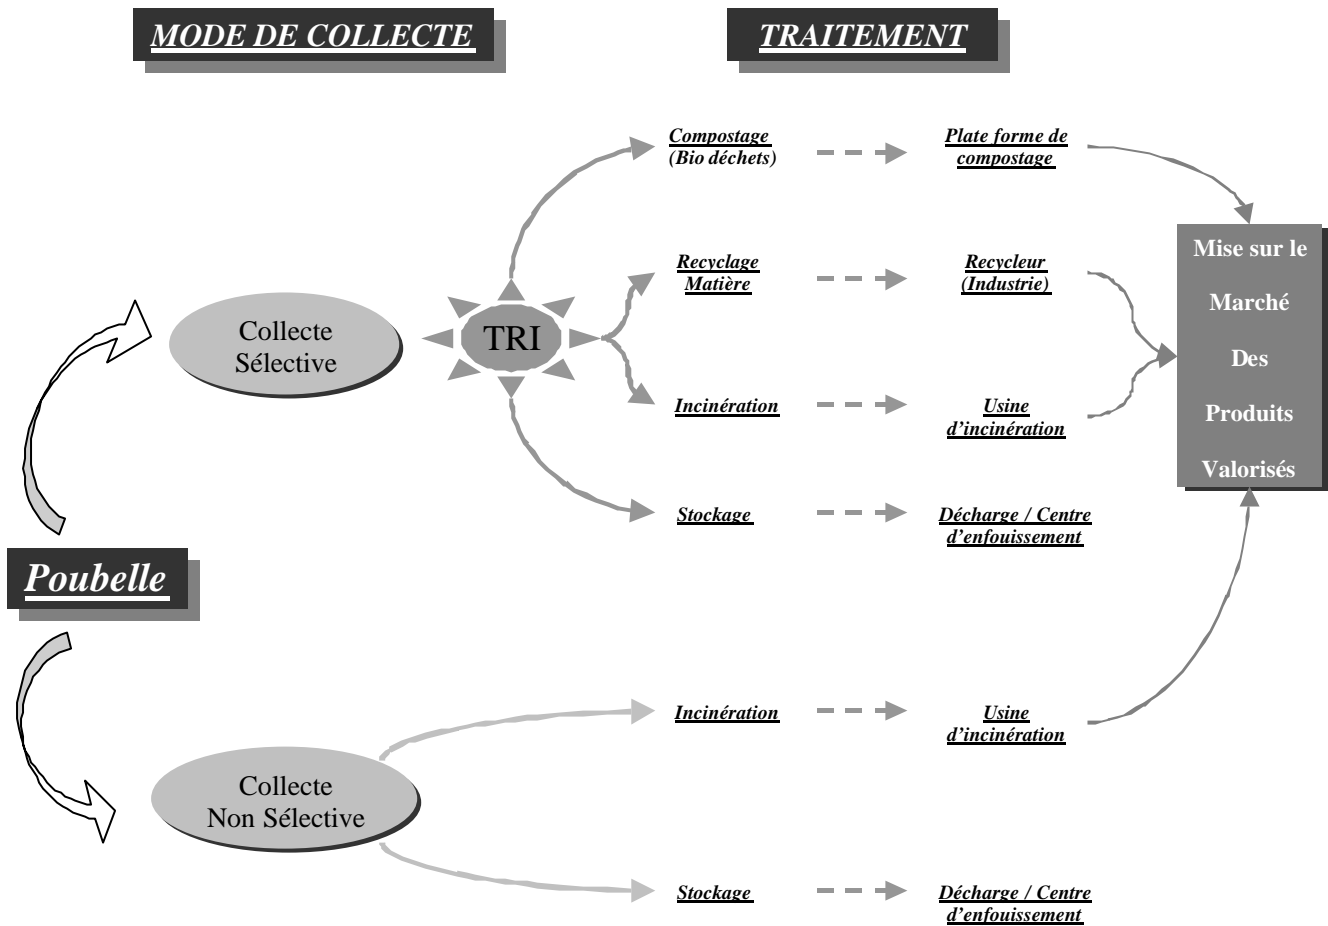 MODE DE COLLECTE
TRAITEMENT
Compostage
(Bio déchets)
Plate forme de
compostage
Mise sur le
Marché
Des
Produits
Valorisés
Recyclage
Matière
Recycleur
(Industrie)
Collecte
Sélective
TRI
Incinération
Usine
d'incinération
Stockage
Décharge / Centre
d'enfouissement
Poubelle
Incinération
Usine
d'incinération
Collecte
Non Sélective
Stockage
Décharge / Centre
d'enfouissement